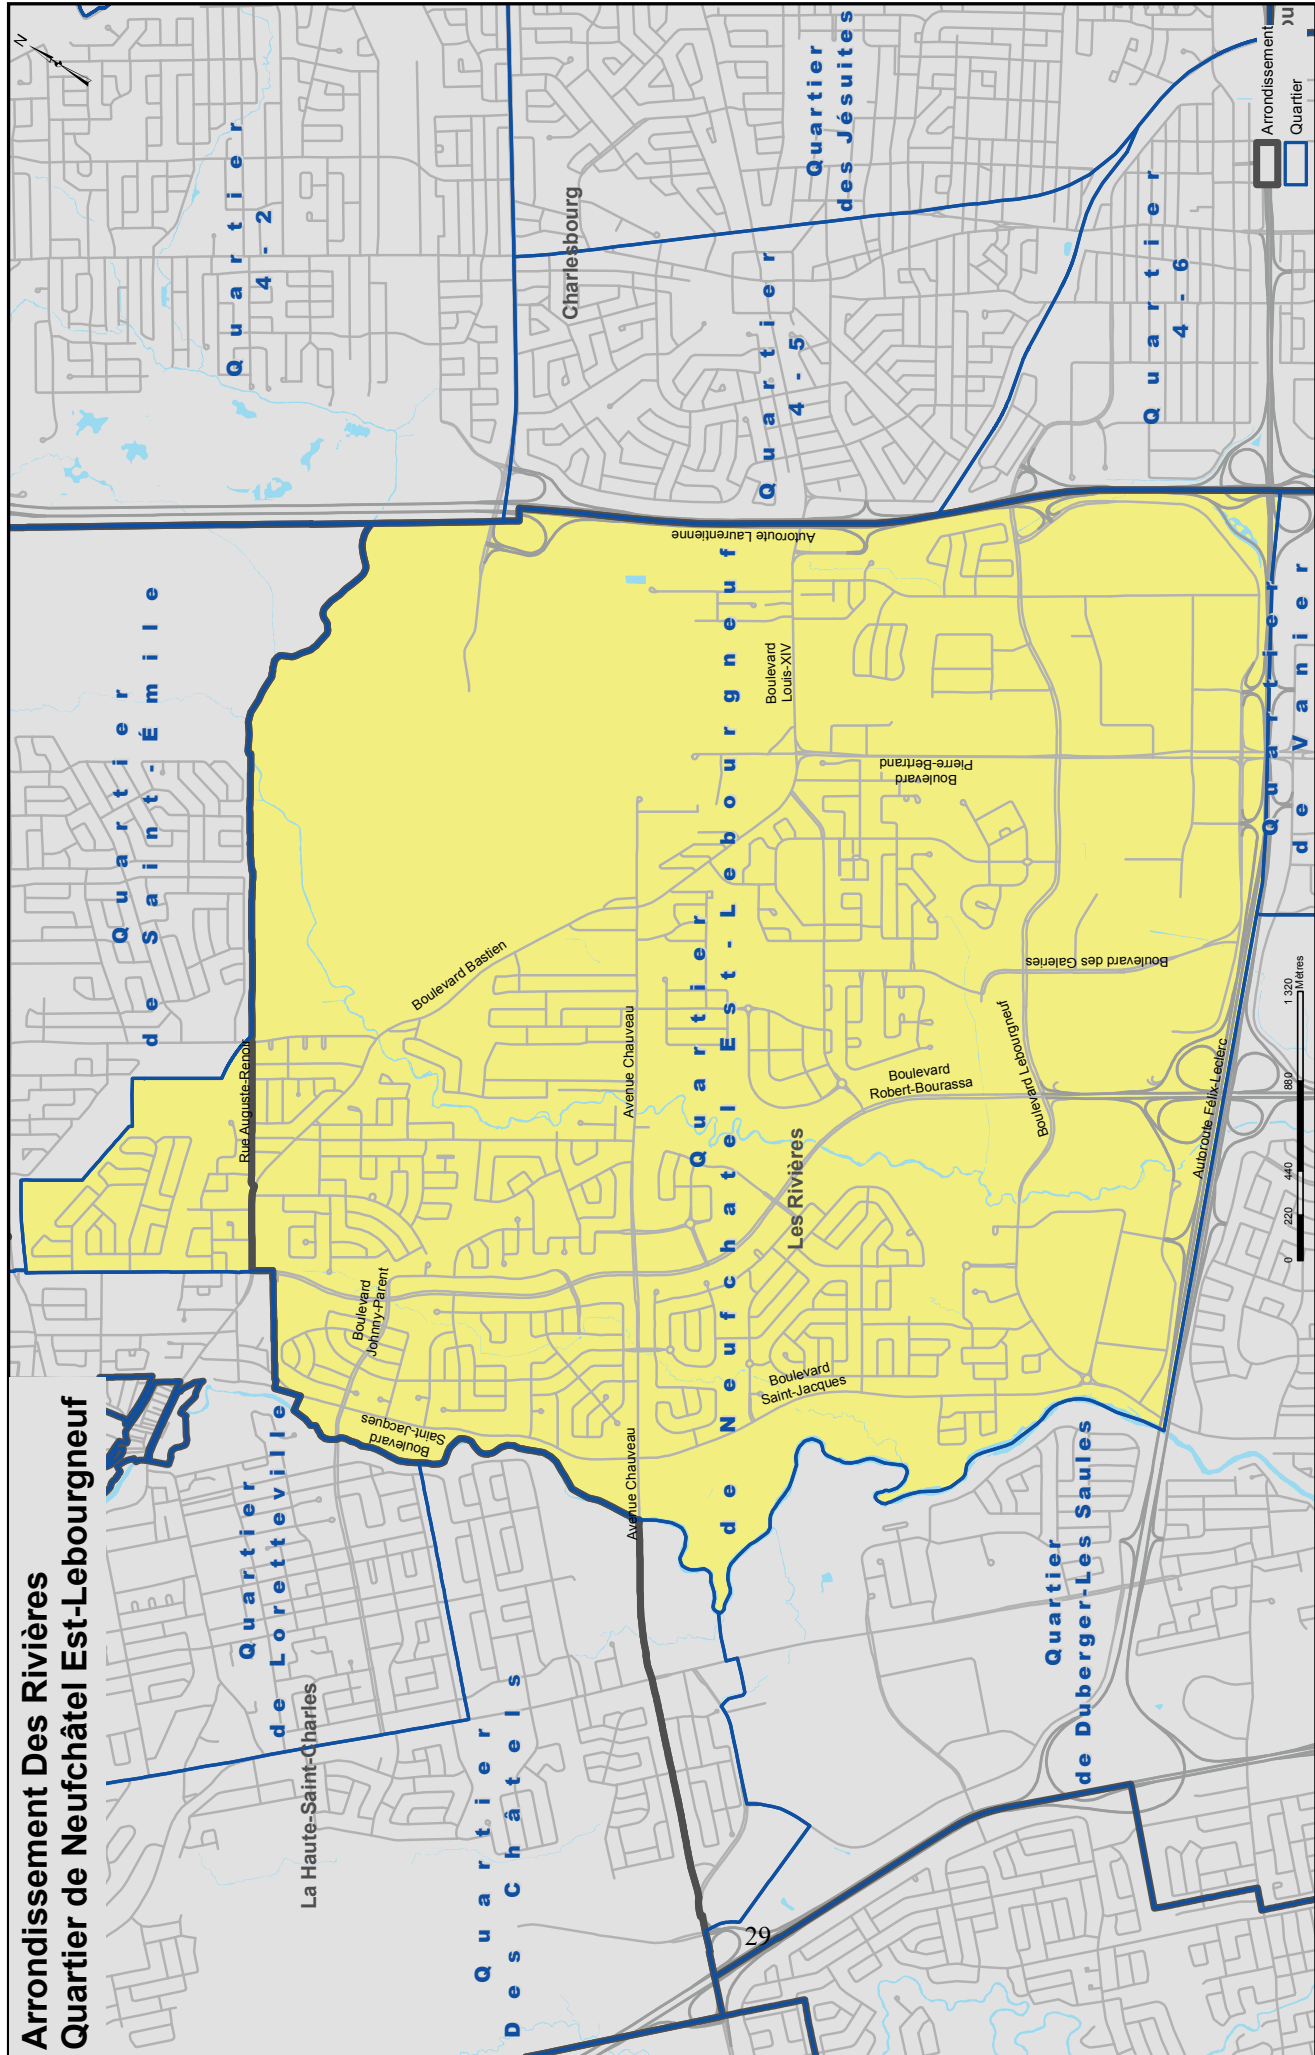 Arrondissement Des Rivières
Quartier de Neufchâtel Est-Lebourgneuf
N
Quartier
4-2
Quartier
de Saint-Émile
Quartier
de Loretteville
La Haute-Saint-Charles
Quartier
Des Châtels
Charlesbourg
Quartier
des Jésuites
Quartier
4-5
Quartier
4-6
Quartier
de Neufchatel Est-Lebourgneuf
Les Rivières
Quartier
de Duberger-Les Saules
Quartier
de Vanier
Rue Auguste-Renoir
Boulevard Bastien
Boulevard
Johnny-Parent
Boulevard
Saint-Jacques
Avenue Chauveau
Avenue Chauveau
Autoroute Laurentienne
Boulevard
Louis-XIV
Boulevard
Pierre-Bertrand
Boulevard
Robert-Bourassa
Boulevard
Saint-Jacques
Boulevard Lebourgneuf
Boulevard des Galeries
Autoroute Félix-Leclerc
0 220 440 880 1 320
Mètres
Arrondissement
Quartier
29